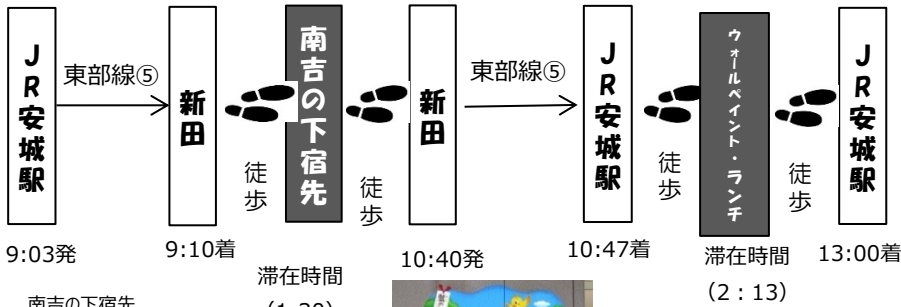 JR安城駅
東部線⑤
新田
徒歩
南吉の下宿先
徒歩
新田
東部線⑤
JR安城駅
徒歩
ウォールペイント・ランチ
徒歩
JR安城駅
9:03発
9:10着
滞在時間
10:40発
10:47着
滞在時間
(2:13)
13:00着
南吉の下宿先